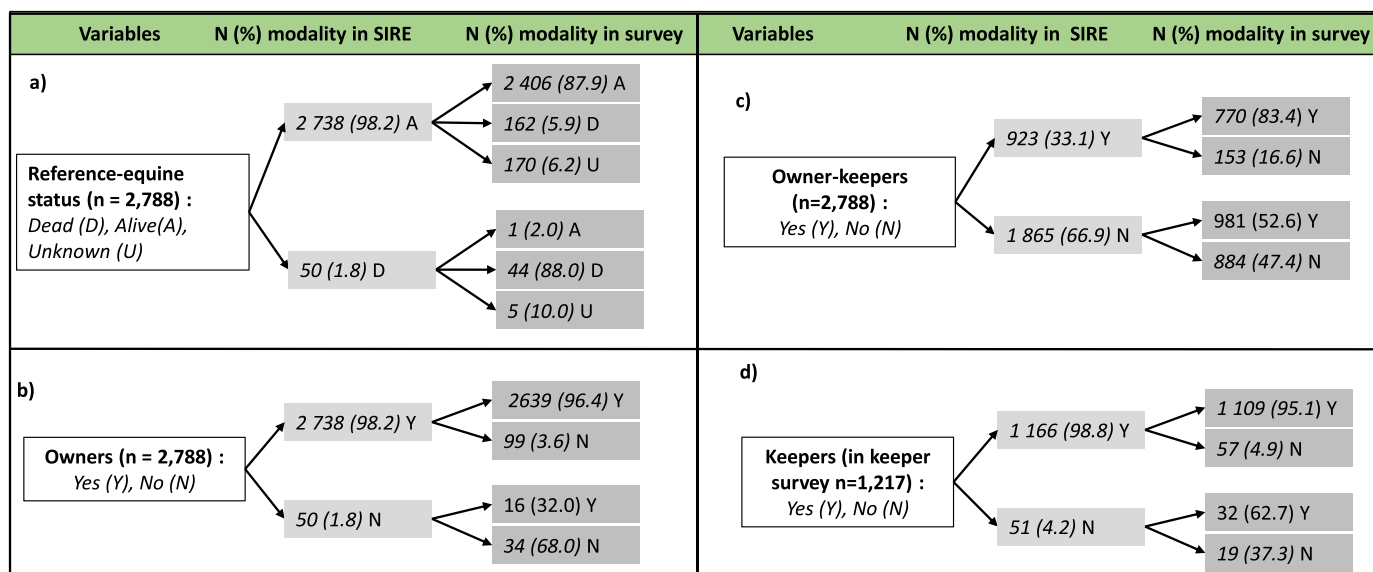 Variables N (%) modality in SIRE N (%) modality in survey
Variables N (%) modality in SIRE N (%) modality in survey
a)
Reference-equine
status (n = 2,788) :
Dead (D), Alive(A),
Unknown (U)
2 738 (98.2) A
2 406 (87.9) A
162 (5.9) D
170 (6.2) U
50 (1.8) D
1 (2.0) A
44 (88.0) D
5 (10.0) U
b)
Owners (n = 2,788) :
Yes (Y), No (N)
2 738 (98.2) Y
2639 (96.4) Y
99 (3.6) N
50 (1.8) N
16 (32.0) Y
34 (68.0) N
c)
Owner-keepers
(n=2,788) :
Yes (Y), No (N)
923 (33.1) Y
770 (83.4) Y
153 (16.6) N
1 865 (66.9) N
981 (52.6) Y
884 (47.4) N
d)
Keepers (in keeper
survey n=1,217) :
Yes (Y), No (N)
1 166 (98.8) Y
1 109 (95.1) Y
57 (4.9) N
51 (4.2) N
32 (62.7) Y
19 (37.3) N